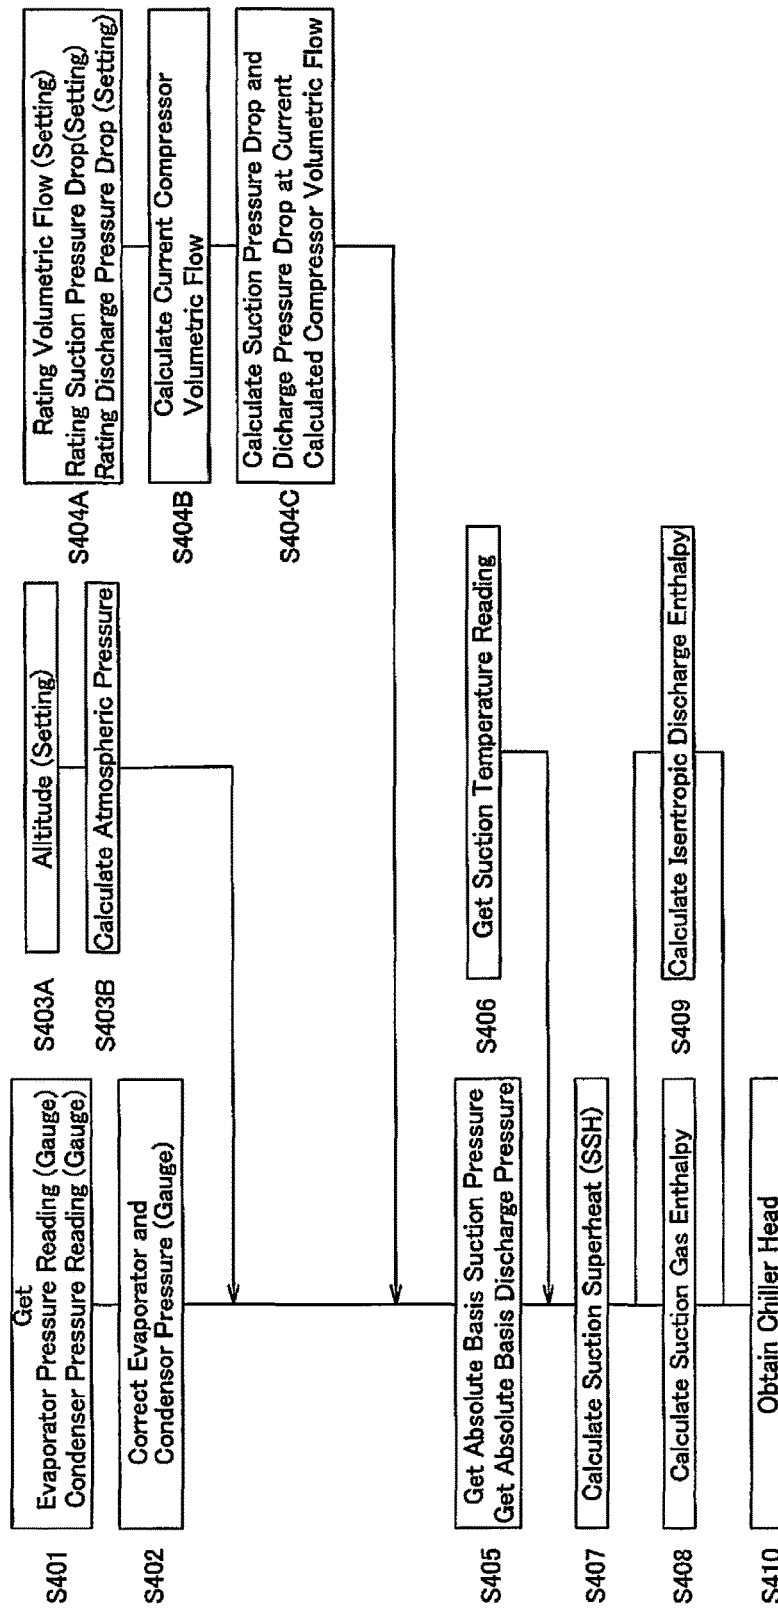 S401
Get
Evaporator Pressure Reading (Gauge)
Condenser Pressure Reading (Gauge)
S402
Correct Evaporator and
Condensor Pressure (Gauge)
S403A
Alltitude (Setting)
S403B
Calculate Atmospheric Pressure
S404A
Rating Volumetric Flow (Setting)
Rating Suction Pressure Drop(Setting)
Rating Discharge Pressure Drop (Setting)
S404B
Calculate Current Compressor
Volumetric Flow
S404C
Calculate Suction Pressure Drop and
Dicharge Pressure Drop at Current
Calculated Compressor Volumetric Flow
S405
Get Absolute Basis Suction Pressure
Get Absolute Basis Discharge Pressure
S406
Get Suction Temperature Reading
S407
Calculate Suction Superheat (SSH)
S408
Calculate Suction Gas Enthalpy
S409
Calculate Isentropic Discharge Enthalpy
S410
Obtain Chiller Head